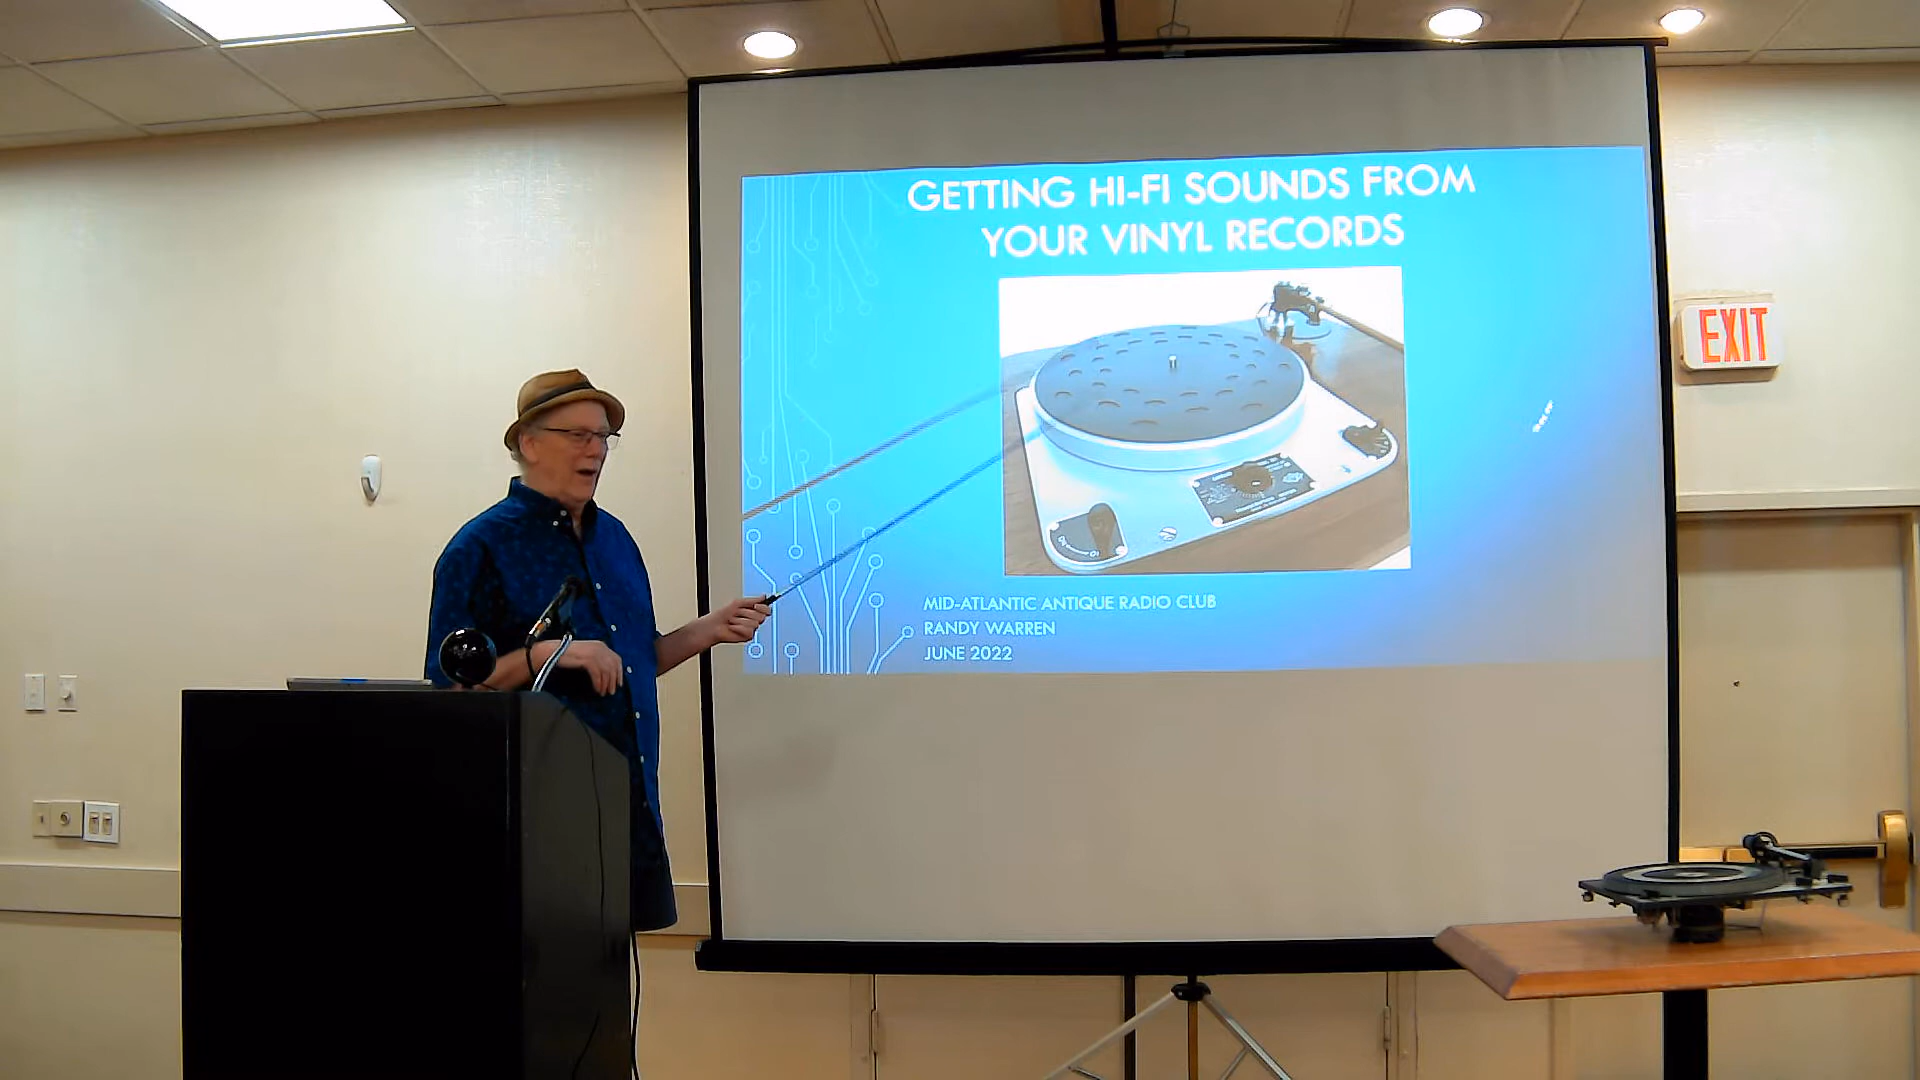 GETTING HI-FI SOUNDS FROM
YOUR VINYL RECORDS
MID-ATLANTIC ANTIQUE RADIO CLUB
RANDY WARREN
JUNE 2022
EXIT